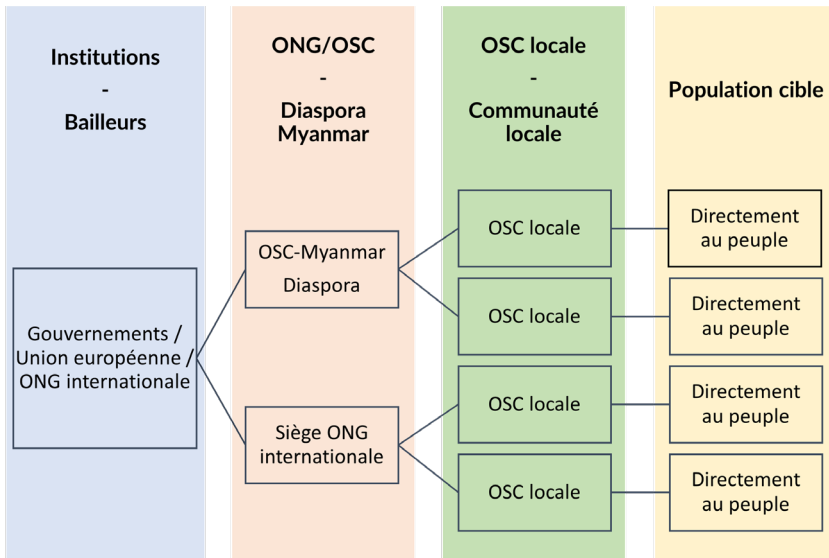 Institutions
-
Bailleurs
ONG/OSC
-
Diaspora
Myanmar
OSC locale
-
Communauté
locale
Population cible
Gouvernements /
Union européenne /
ONG internationale
OSC-Myanmar
Diaspora
Siège ONG
internationale
OSC locale
OSC locale
OSC locale
OSC locale
Directement
au peuple
Directement
au peuple
Directement
au peuple
Directement
au peuple